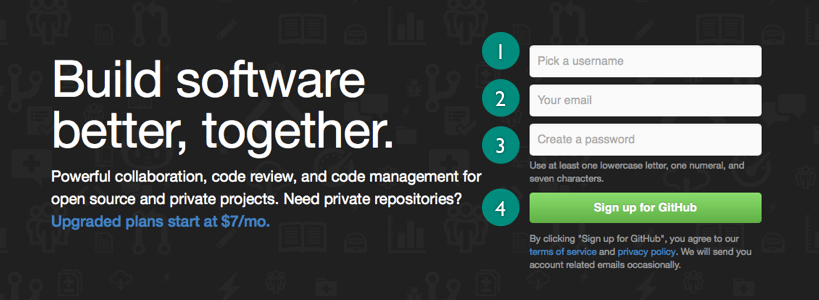 Build software
better, together.
Powerful collaboration, code review, and code management for
open source and private projects. Need private repositories?
Upgraded plans start at $7/mo.
1
Pick a username
2
Your email
3
Create a password
Use at least one lowercase letter, one numeral, and
seven characters.
4
Sign up for GitHub
By clicking "Sign up for GitHub", you agree to our
terms of service and privacy policy. We will send you
account related emails occasionally.